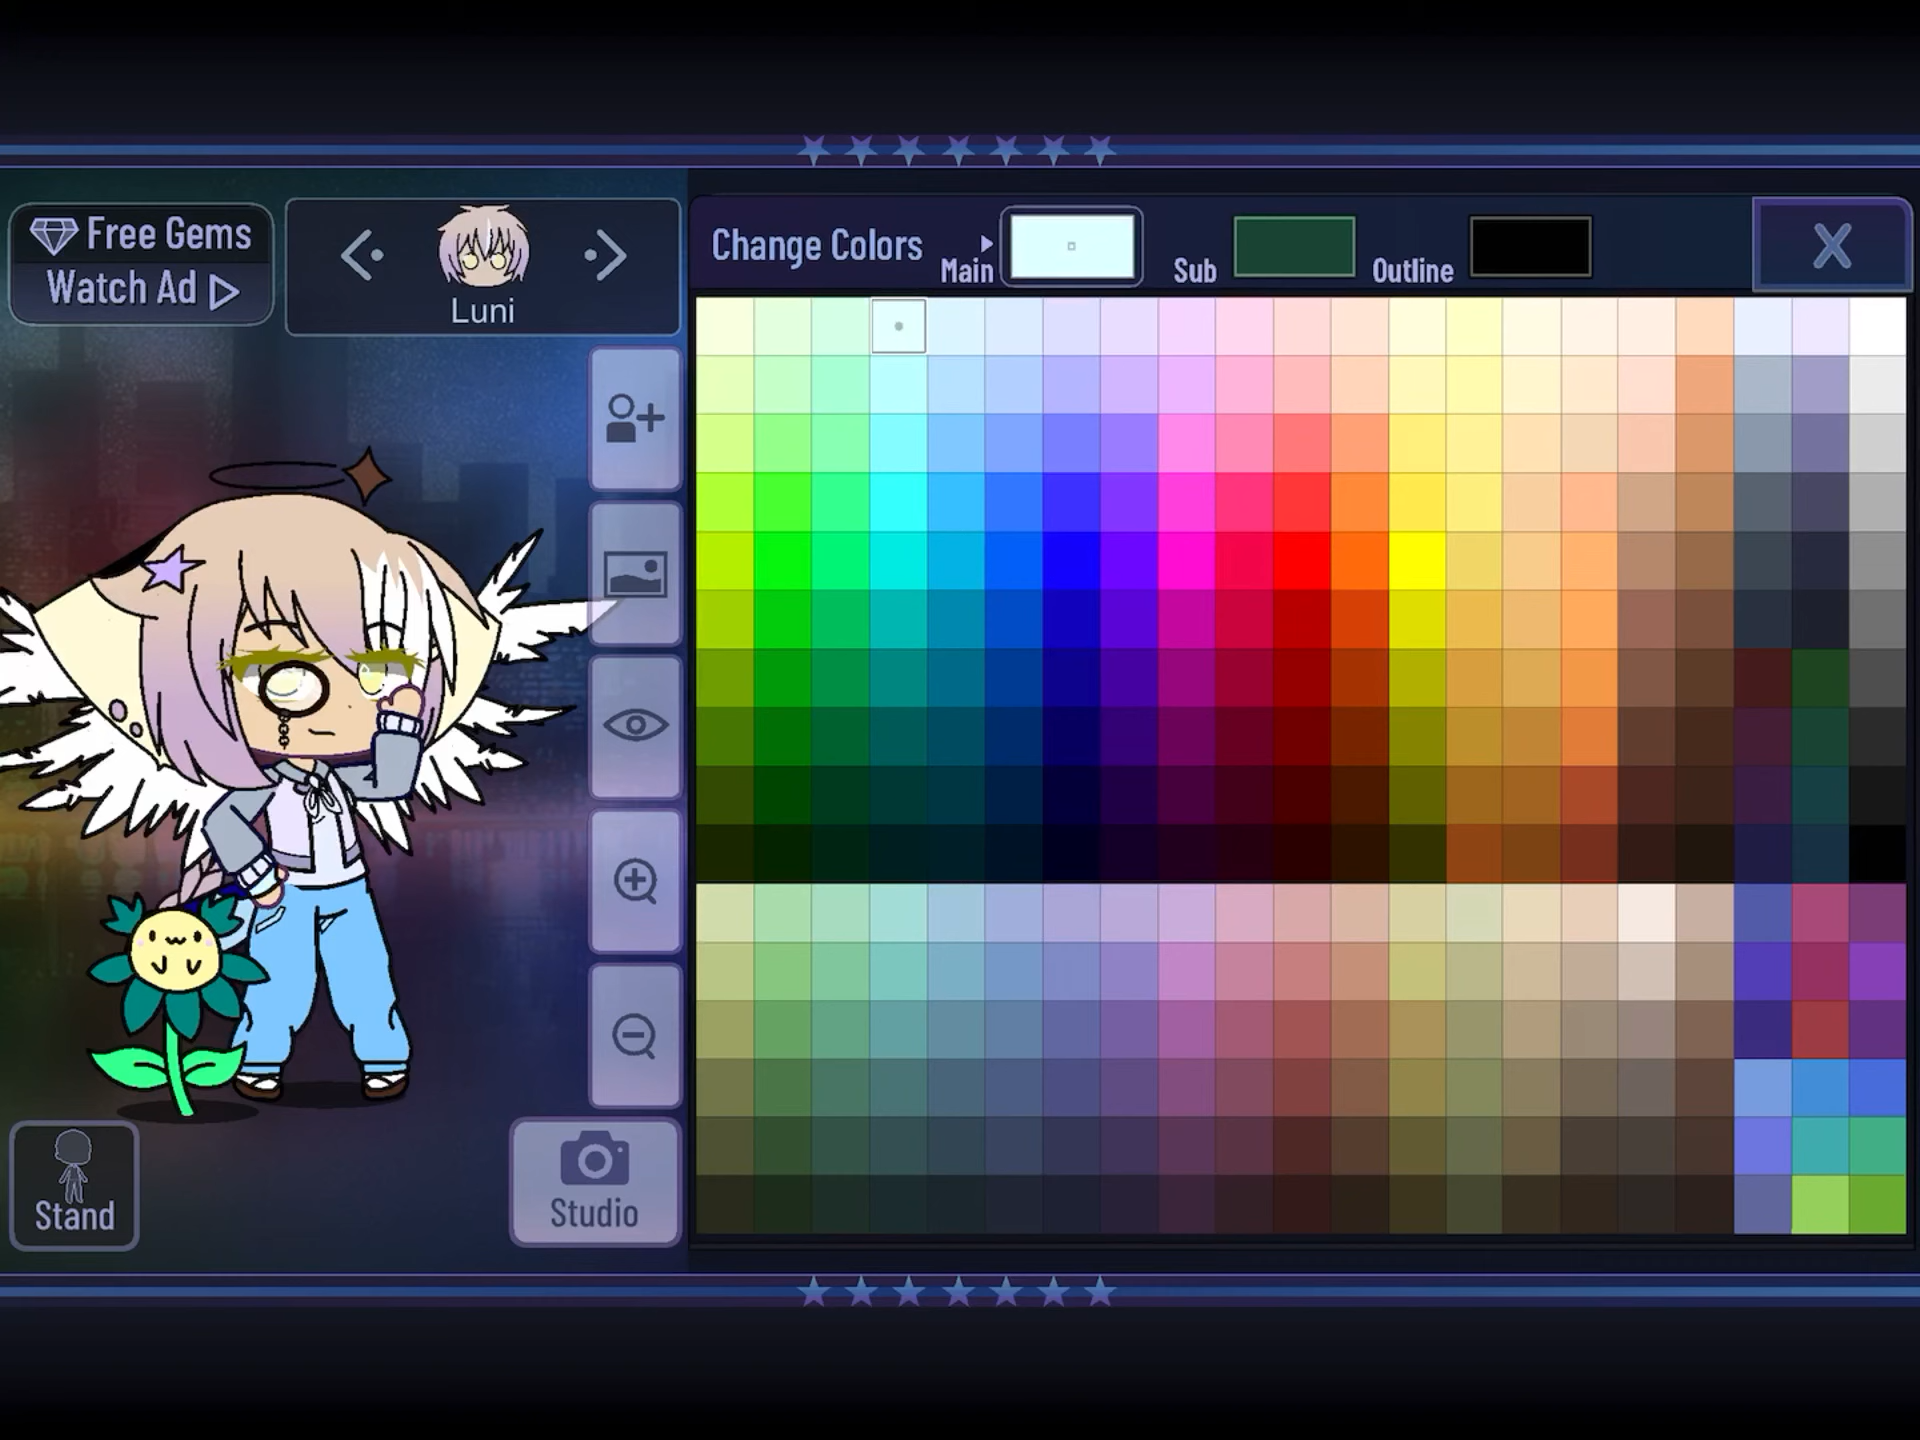 Free Gems
Watch Ad
Luni
Change Colors
Main
Sub
Outline
X
Stand
Studio